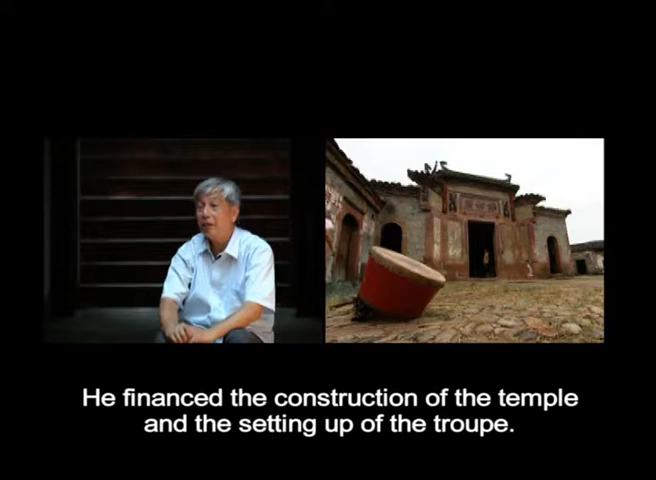 He financed the construction of the temple
and the setting up of the troupe.